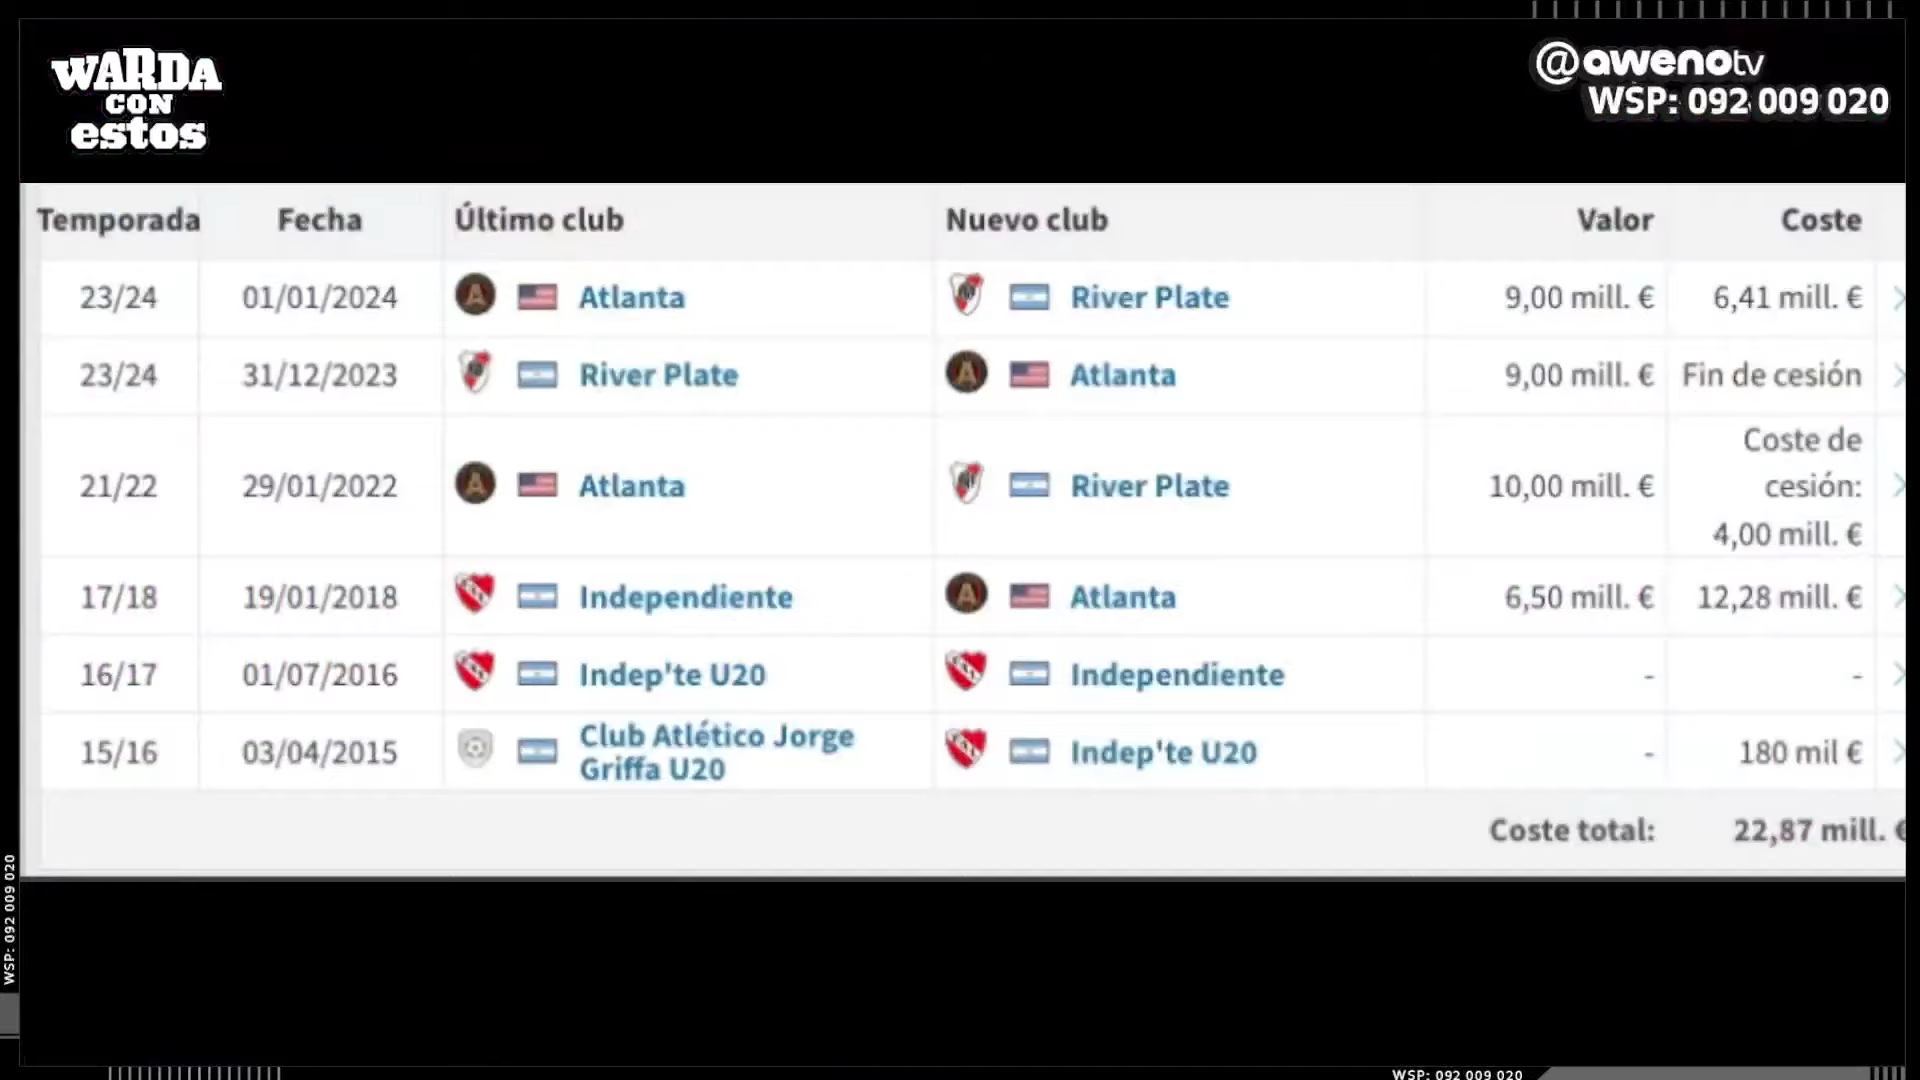 WARDA
CON
estos
@awenotv
WSP: 092 009 020
Temporada Fecha Último club Nuevo club Valor Coste
23/24 01/01/2024 Atlanta River Plate 9,00 mill. € 6,41 mill. €
23/24 31/12/2023 River Plate Atlanta 9,00 mill. € Fin de cesión
21/22 29/01/2022 Atlanta River Plate 10,00 mill. € Coste de
cesión:
4,00 mill. €
17/18 19/01/2018 Independiente Atlanta 6,50 mill. € 12,28 mill. €
16/17 01/07/2016 Indep'te U20 Independiente - -
15/16 03/04/2015 Club Atlético Jorge
Griffa U20 Indep'te U20 - 180 mil €
Coste total: 22,87 mill. €
WSP: 092 009 020
WSP: 092 009 020